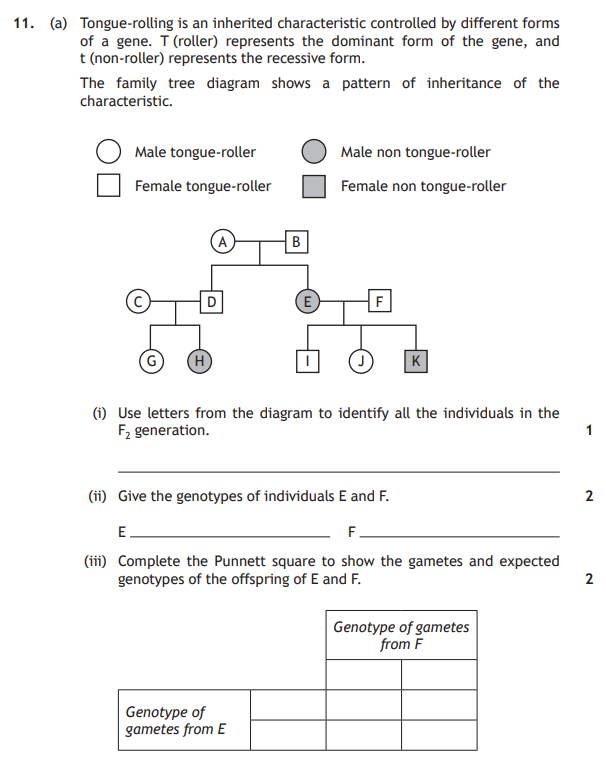 11. (a) Tongue-rolling is an inherited characteristic controlled by different forms
of a gene. T (roller) represents the dominant form of the gene, and
t (non-roller) represents the recessive form.
The family tree diagram shows a pattern of inheritance of the
characteristic.
Male tongue-roller
Male non tongue-roller
Female tongue-roller
Female non tongue-roller
A
B
C
D
E
F
G
H
I
J
K
(i) Use letters from the diagram to identify all the individuals in the
F₂ generation. 1
(ii) Give the genotypes of individuals E and F. 2
E
F
(iii) Complete the Punnett square to show the gametes and expected
genotypes of the offspring of E and F. 2
Genotype of gametes
from F
Genotype of
gametes from E